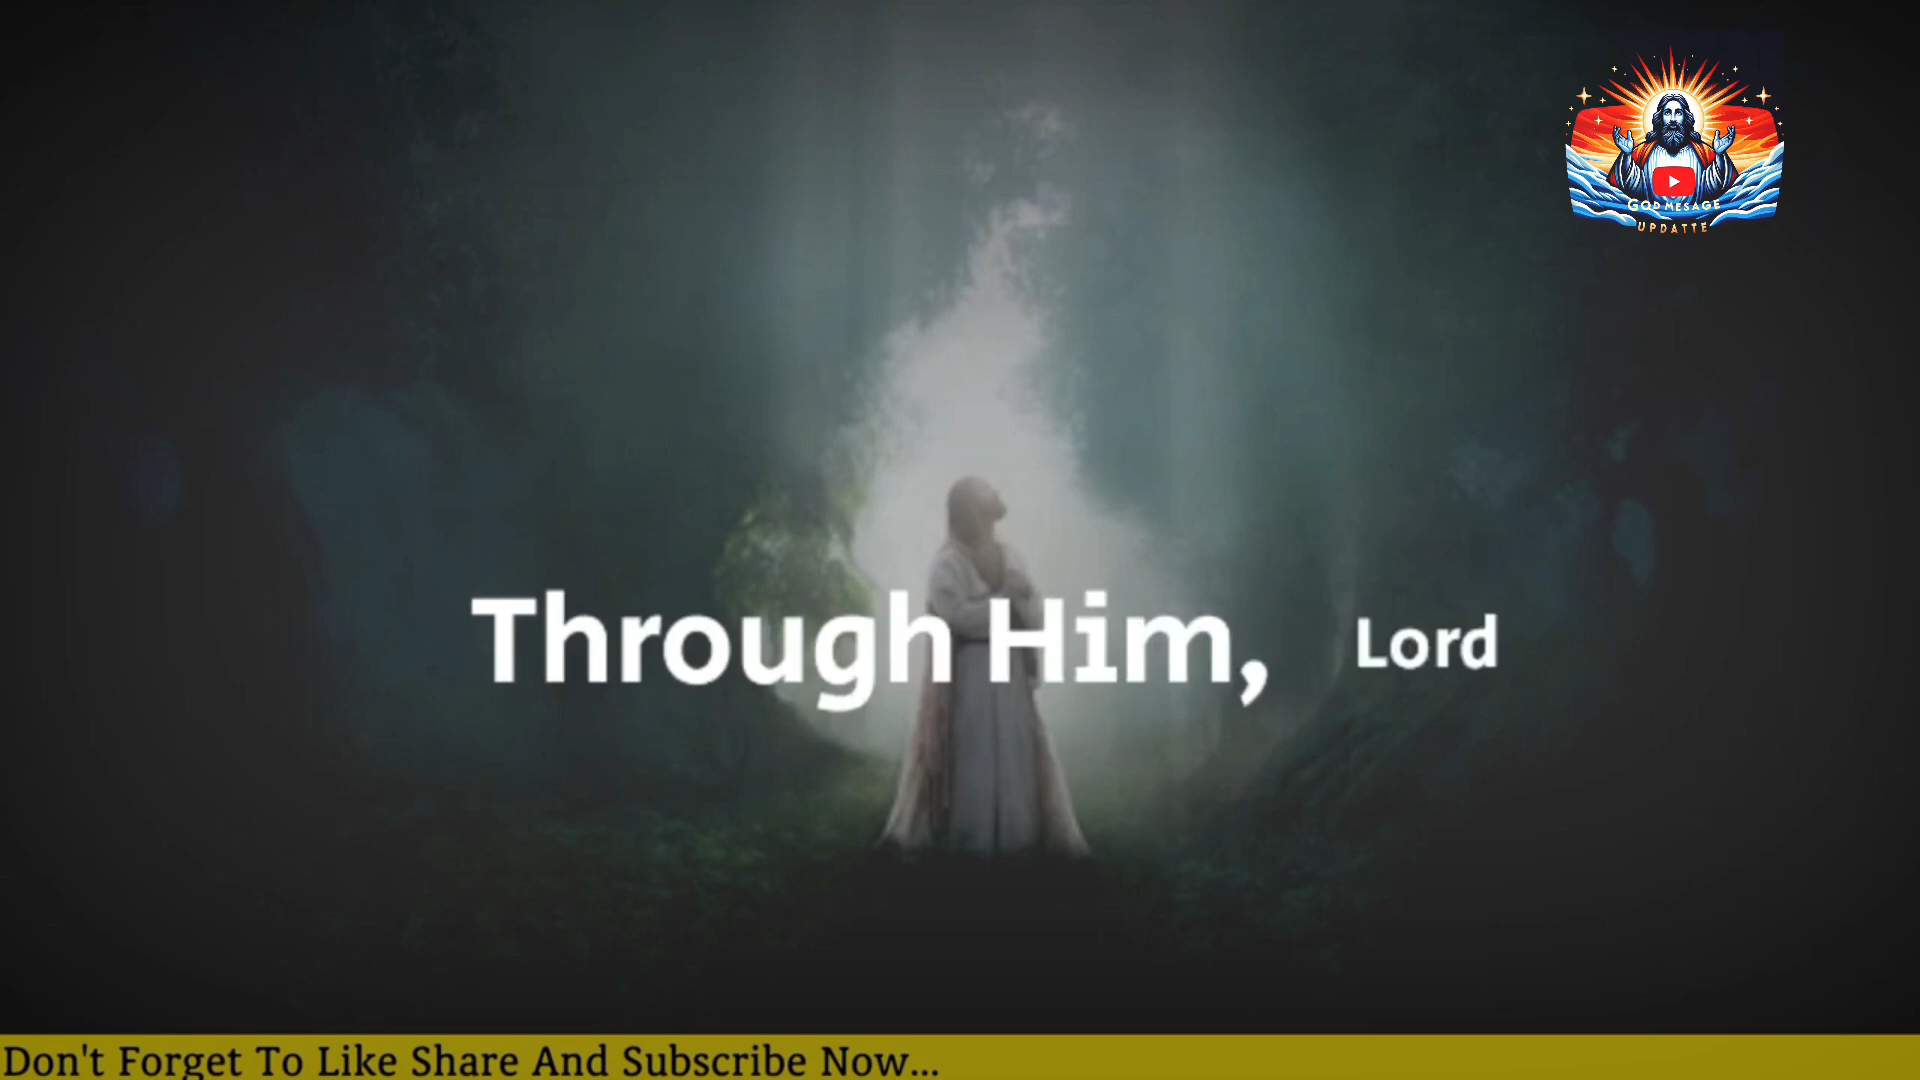 GOD MESAGE
UPDATTE
Through Him, Lord
Don't Forget To Like Share And Subscribe Now...